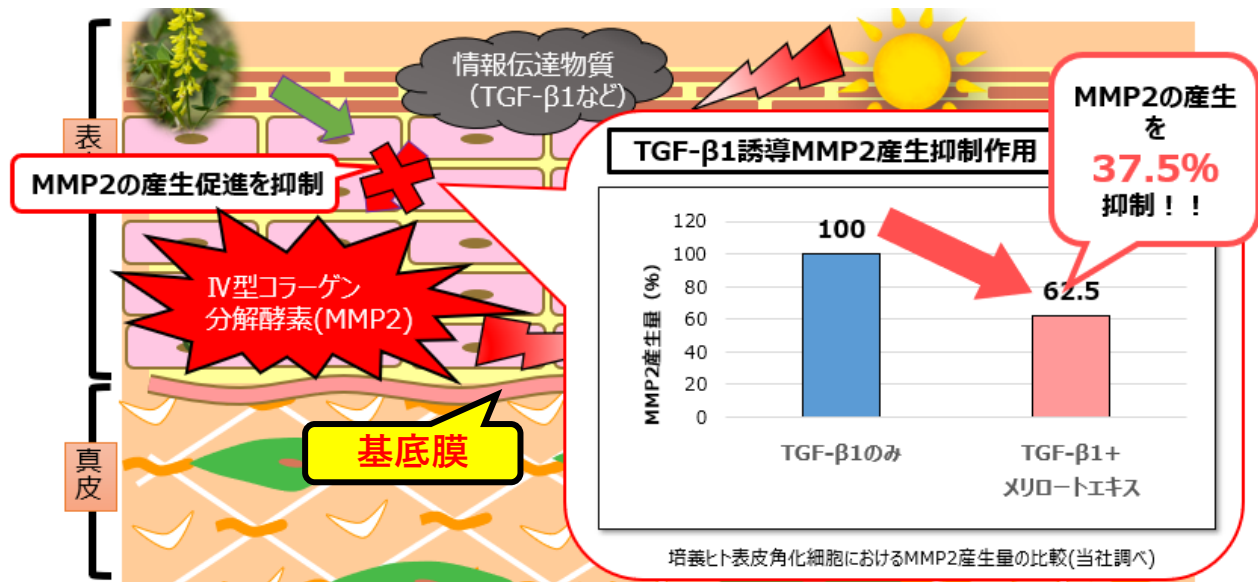 情報伝達物質
（TGF-β1など）
表
MMP2の産生促進を抑制
Ⅳ型コラーゲン
分解酵素(MMP2)
基底膜
真
皮
MMP2の産生
を
37.5%
抑制！！
TGF-β1誘導MMP2産生抑制作用
MMP2産生量（%）
120
100
80
60
40
20
0
100
62.5
TGF-β1のみ
TGF-β1+
メリロートエキス
培養ヒト表皮角化細胞におけるMMP2産生量の比較(当社調べ)